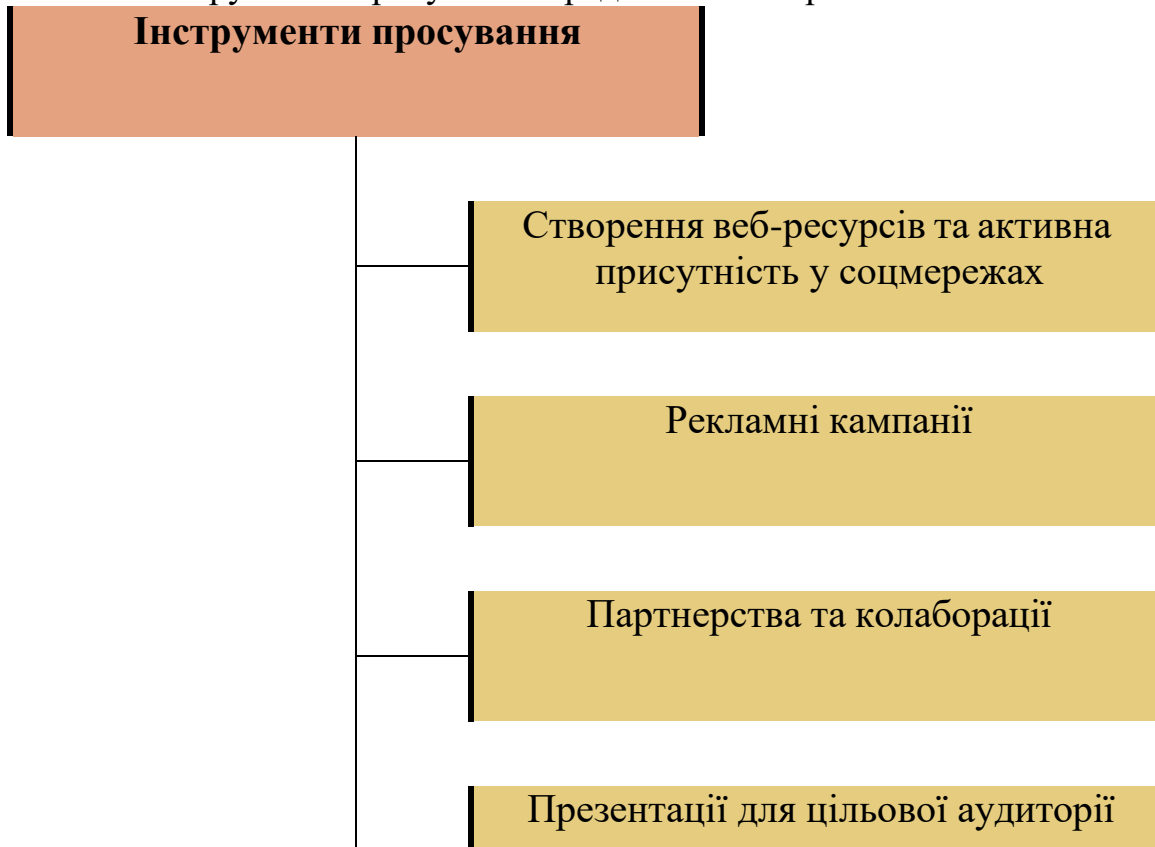 Інструменти просування
Створення веб-ресурсів та активна
присутність у соцмережах
Рекламні кампанії
Партнерства та колаборації
Презентації для цільової аудиторії